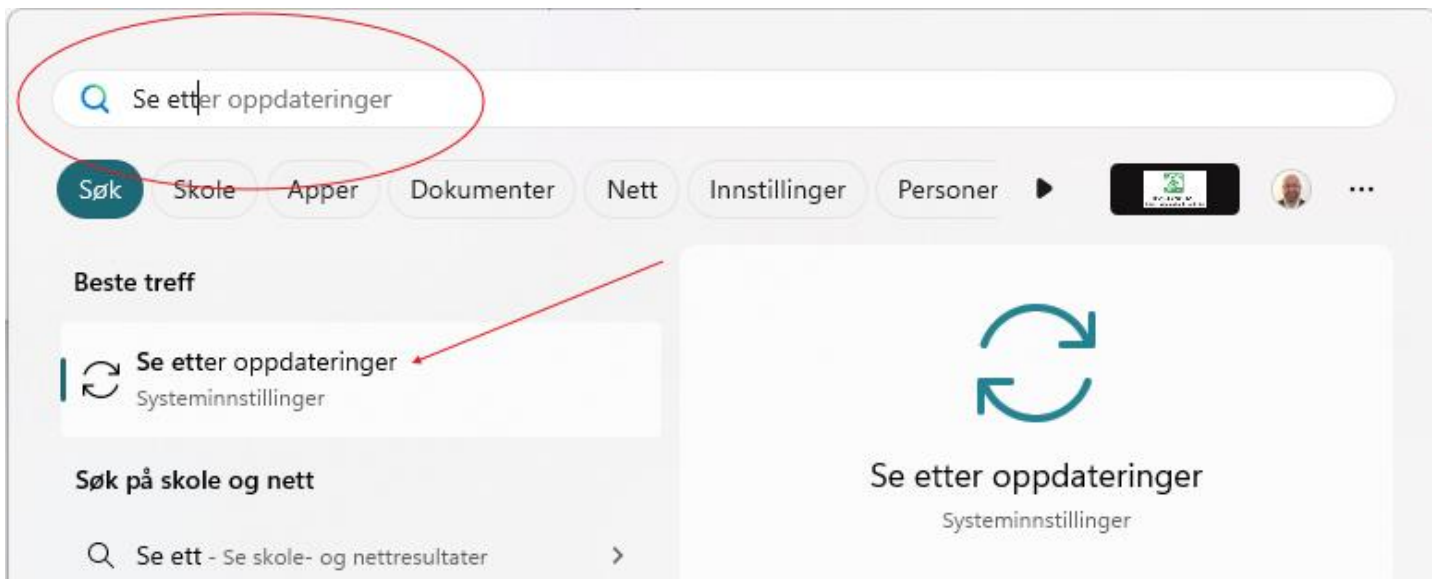 Se etter oppdateringer
Søk Skole Apper Dokumenter Nett Innstillinger Personer
Beste treff
Se etter oppdateringer
Systeminnstillinger
Søk på skole og nett
Se ett - Se skole- og nettresultater
Se etter oppdateringer
Systeminnstillinger